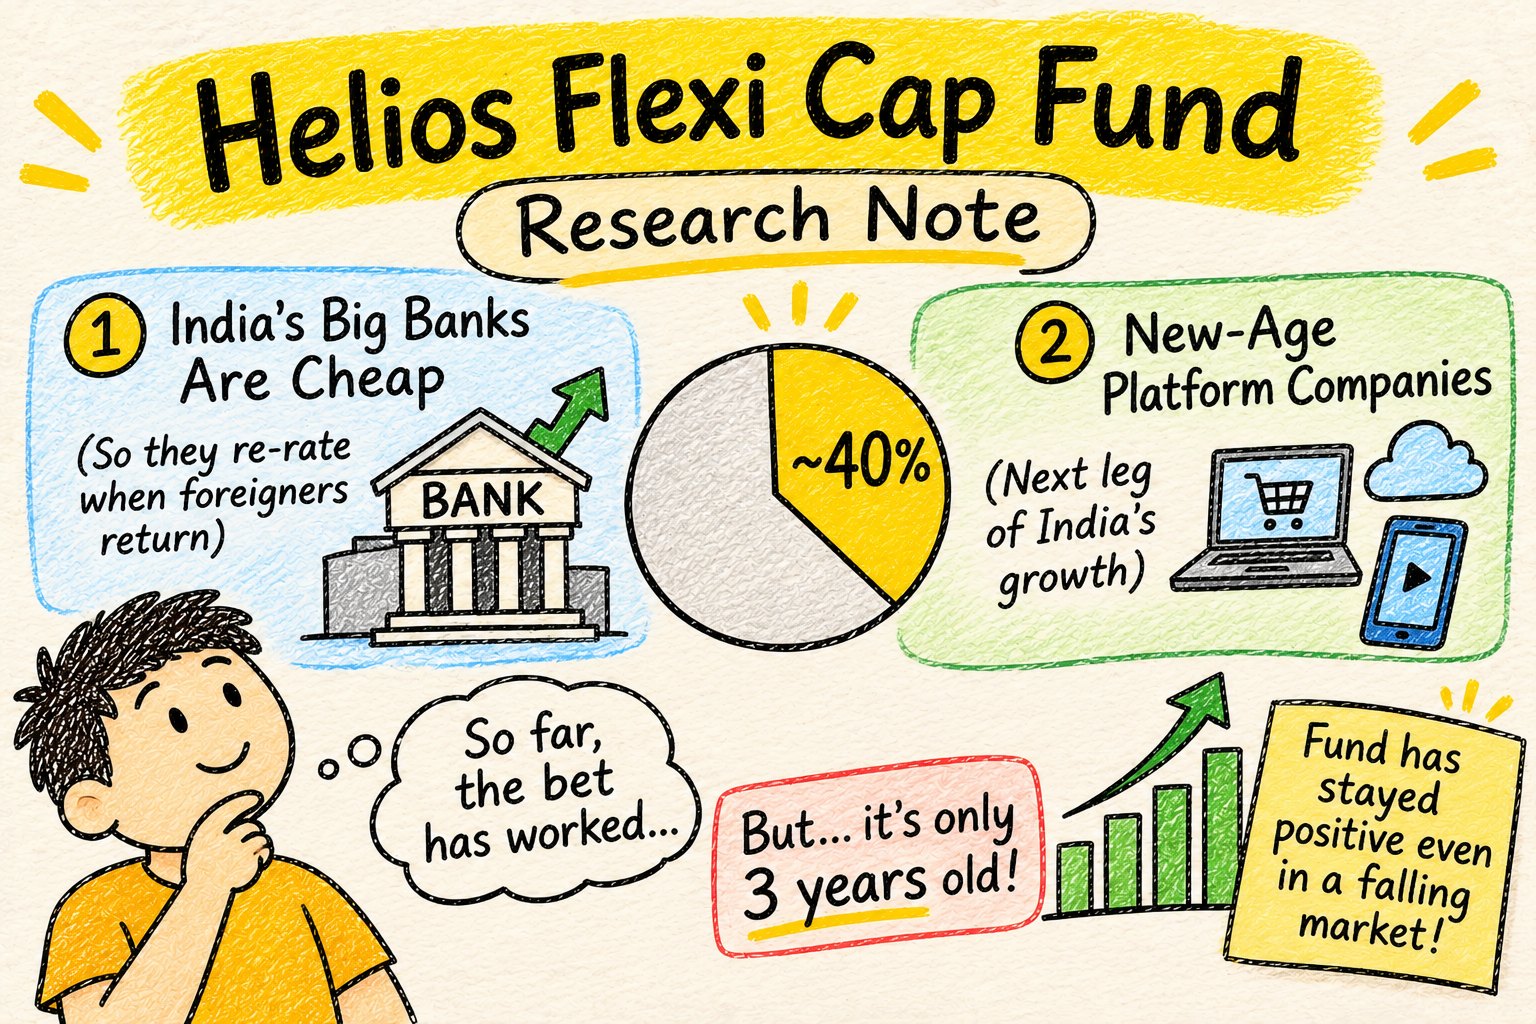 Helios Flexi Cap Fund
Research Note
1
India's Big Banks
Are Cheap
(So they re-rate
when foreigners
return)
BANK
~40%
2
New-Age
Platform Companies
(Next leg
of India's
growth)
So far,
the bet
has worked...
But... it's only
3 years old!
Fund has
stayed
positive even
in a falling
market!